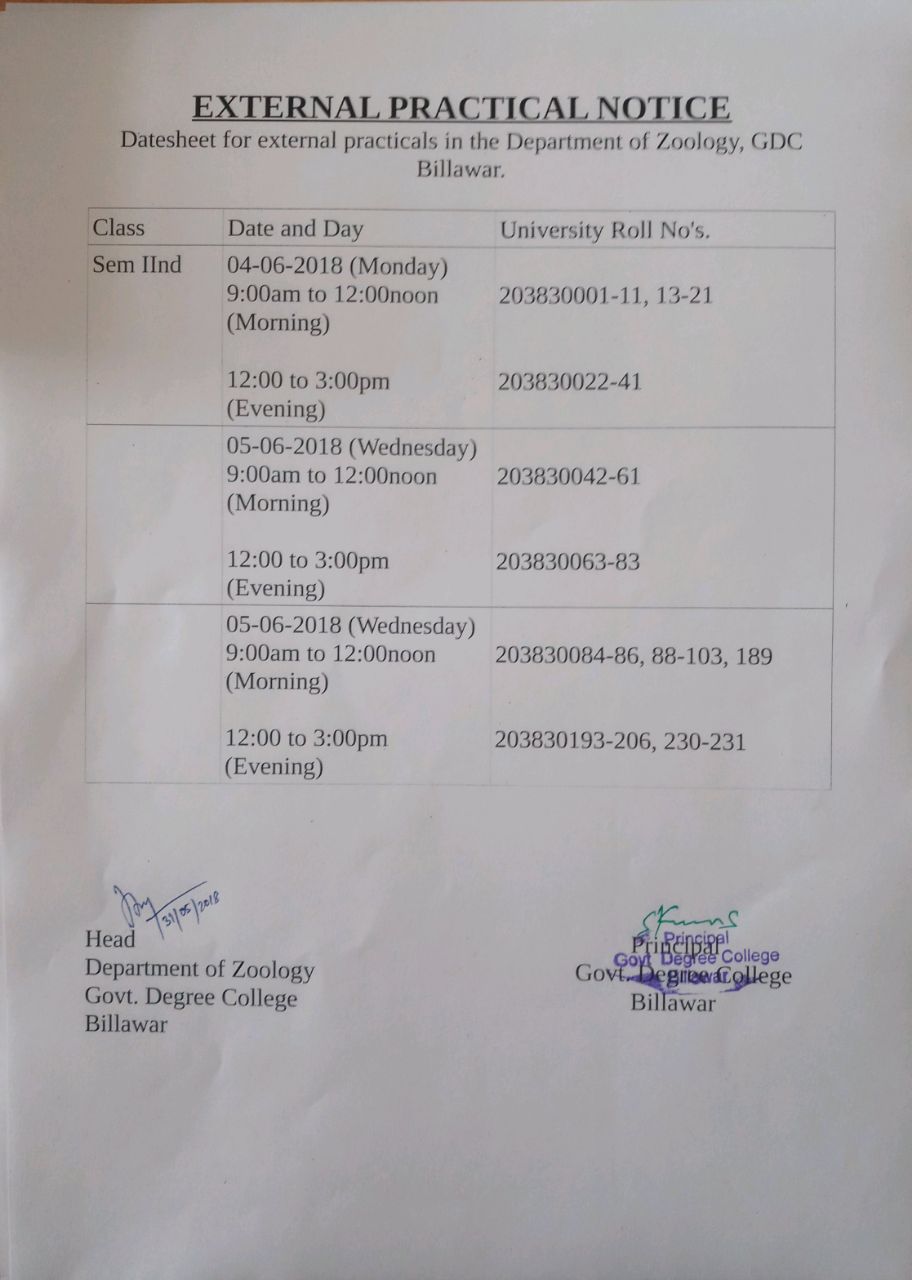 EXTERNAL PRACTICAL NOTICE
Datesheet for external practicals in the Department of Zoology, GDC
Billawar.
Class Date and Day University Roll No's.
Sem IInd 04-06-2018 (Monday)
9:00am to 12:00noon 203830001-11, 13-21
(Morning)
12:00 to 3:00pm 203830022-41
(Evening)
05-06-2018 (Wednesday)
9:00am to 12:00noon 203830042-61
(Morning)
12:00 to 3:00pm 203830063-83
(Evening)
05-06-2018 (Wednesday)
9:00am to 12:00noon 203830084-86, 88-103, 189
(Morning)
12:00 to 3:00pm 203830193-206, 230-231
(Evening)
31/05/2018
Head
Department of Zoology
Govt. Degree College
Billawar
Principal
Govt. Degree College
Billawar
Principal
Govt Degree College
Billawar